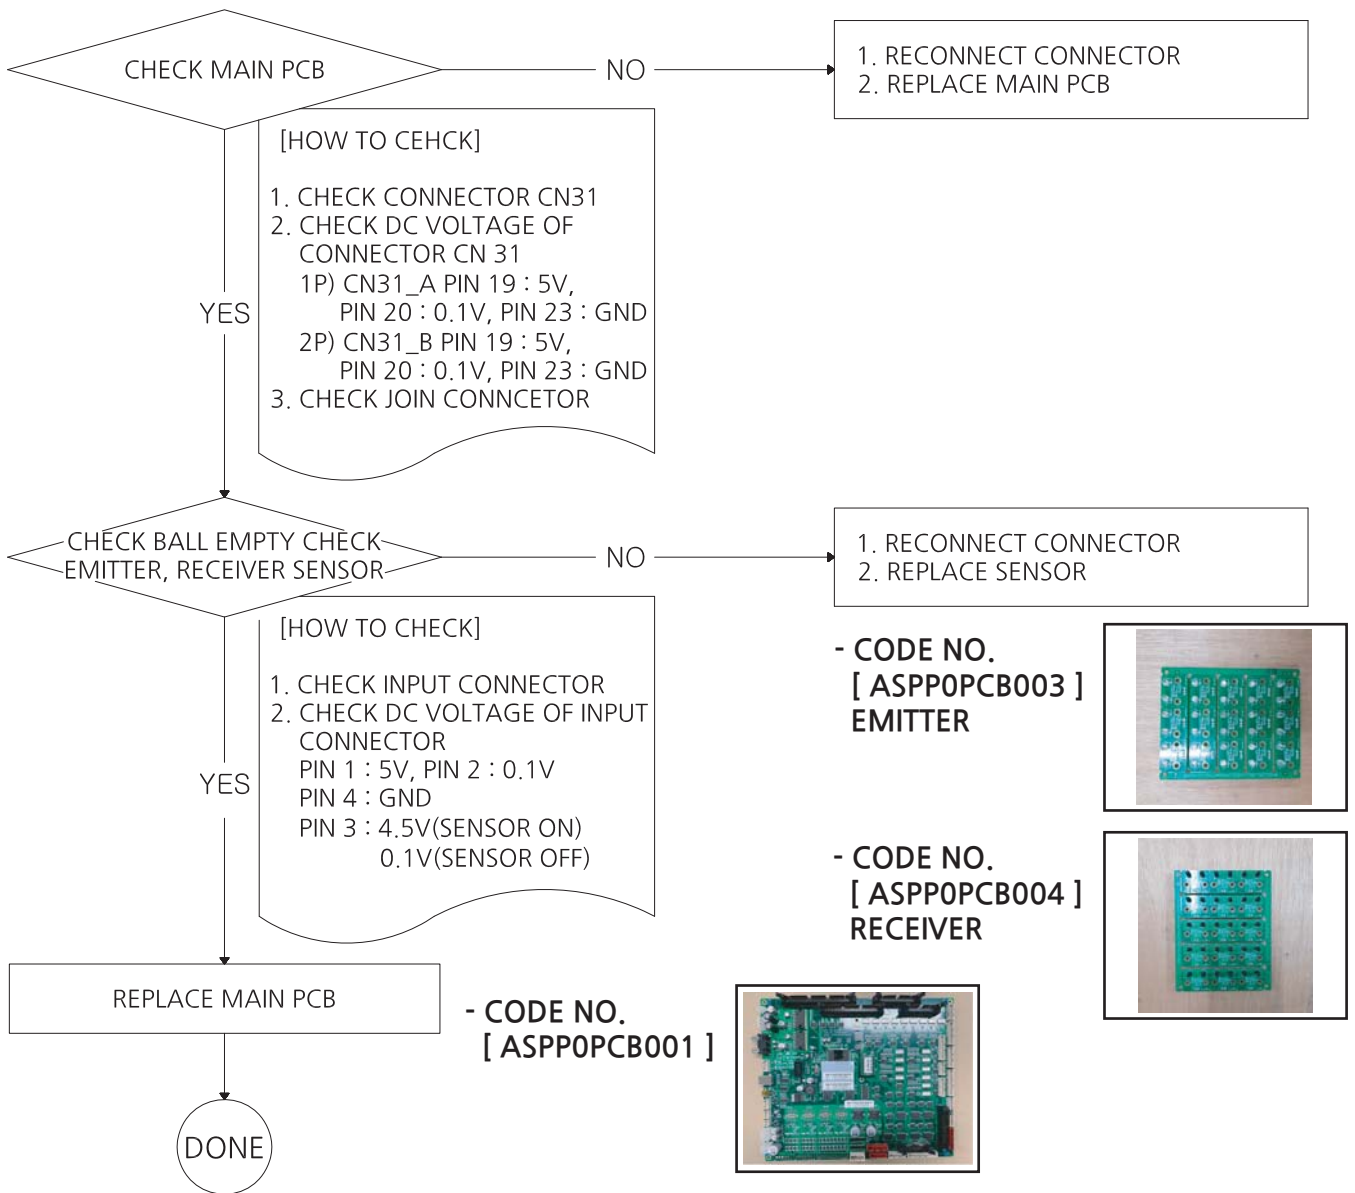 CHECK MAIN PCB
NO
1. RECONNECT CONNECTOR
2. REPLACE MAIN PCB
[HOW TO CEHCK]
1. CHECK CONNECTOR CN31
2. CHECK DC VOLTAGE OF
CONNECTOR CN 31
1P) CN31_A PIN 19 : 5V,
PIN 20 : 0.1V, PIN 23 : GND
2P) CN31_B PIN 19 : 5V,
PIN 20 : 0.1V, PIN 23 : GND
3. CHECK JOIN CONNCETOR
YES
CHECK BALL EMPTY CHECK
EMITTER, RECEIVER SENSOR
NO
1. RECONNECT CONNECTOR
2. REPLACE SENSOR
[HOW TO CHECK]
1. CHECK INPUT CONNECTOR
2. CHECK DC VOLTAGE OF INPUT
CONNECTOR
PIN 1 : 5V, PIN 2 : 0.1V
PIN 4 : GND
PIN 3 : 4.5V(SENSOR ON)
0.1V(SENSOR OFF)
YES
- CODE NO.
[ ASPP0PCB003 ]
EMITTER
- CODE NO.
[ ASPP0PCB004 ]
RECEIVER
REPLACE MAIN PCB
- CODE NO.
[ ASPP0PCB001 ]
DONE